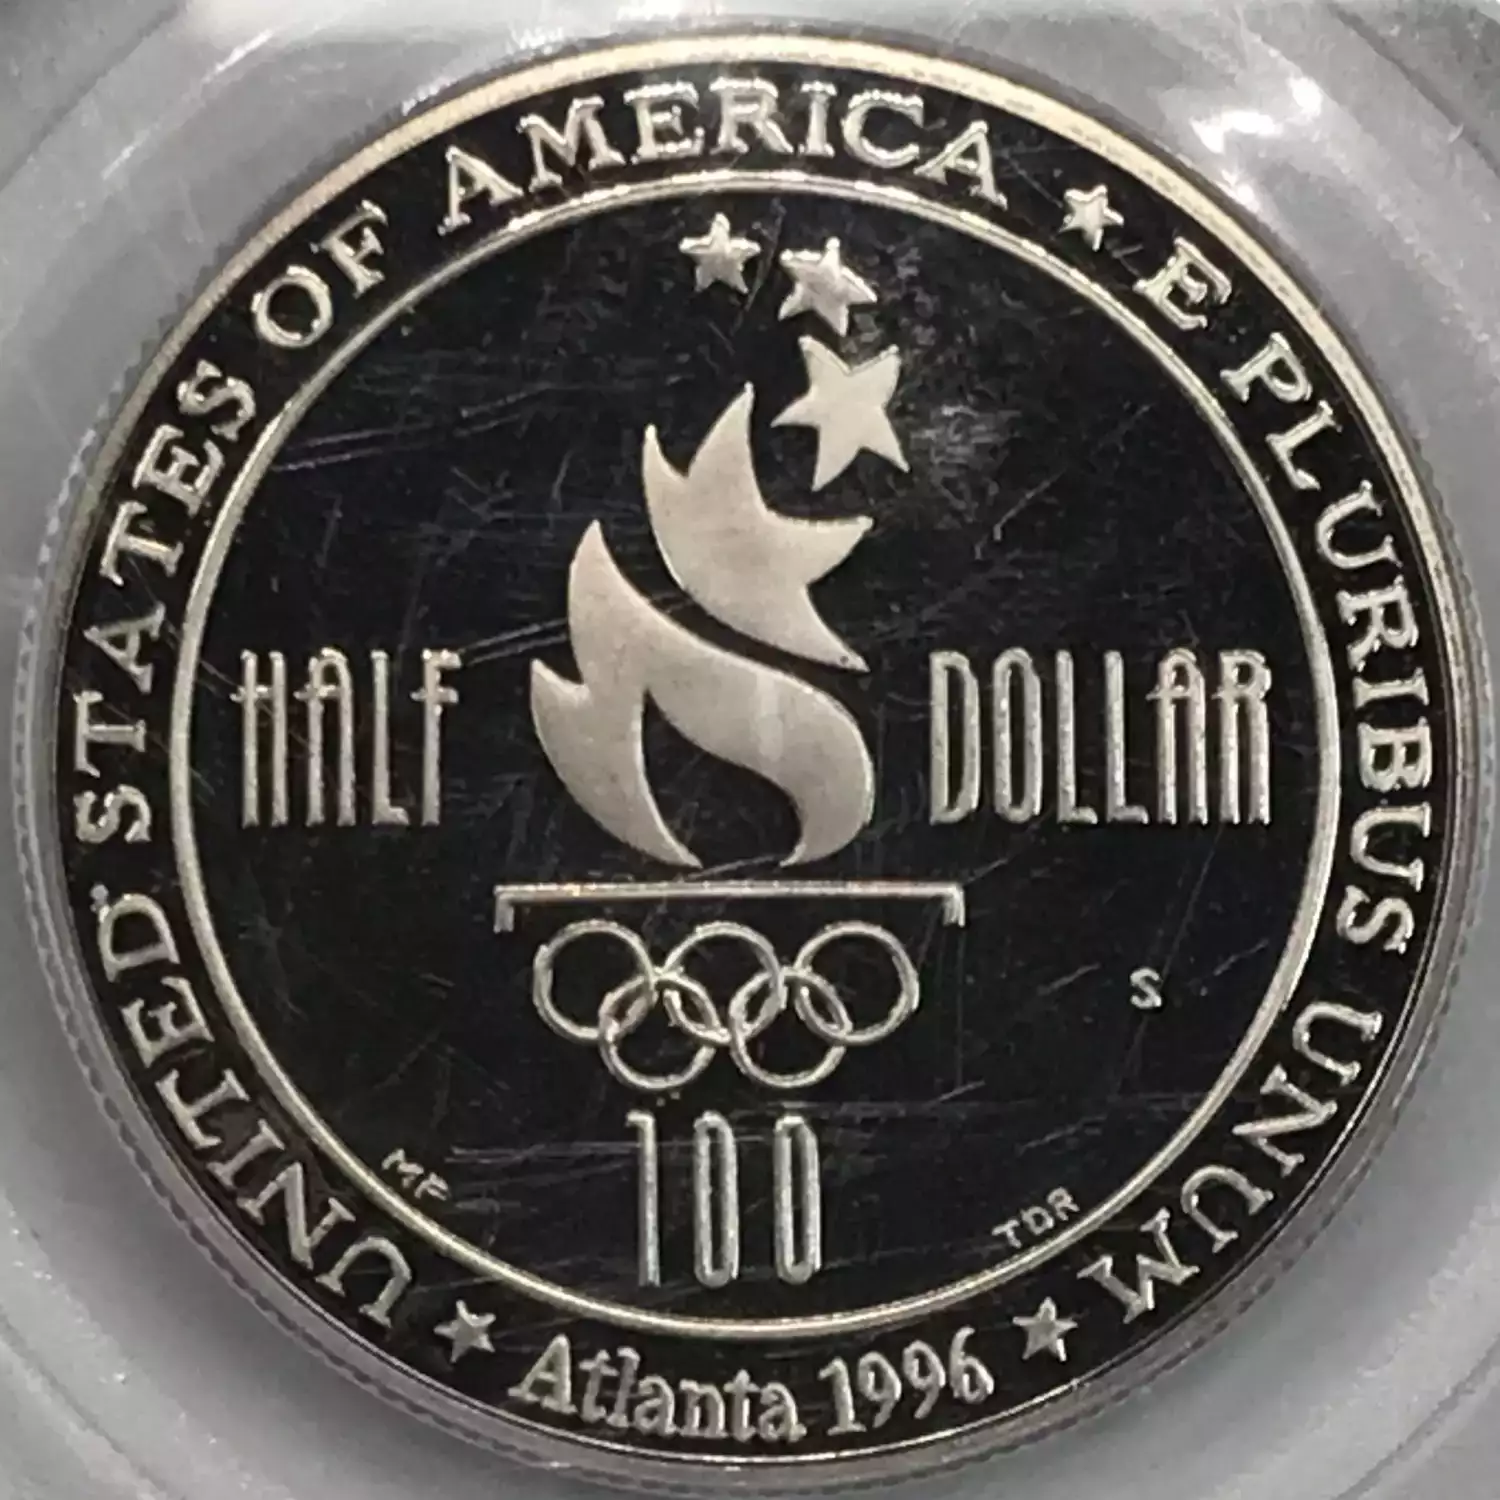 UNITED STATES OF AMERICA ★ E PLURIBUS UNUM ★ Atlanta 1996 ★
HALF DOLLAR
S
100
MF
TDR